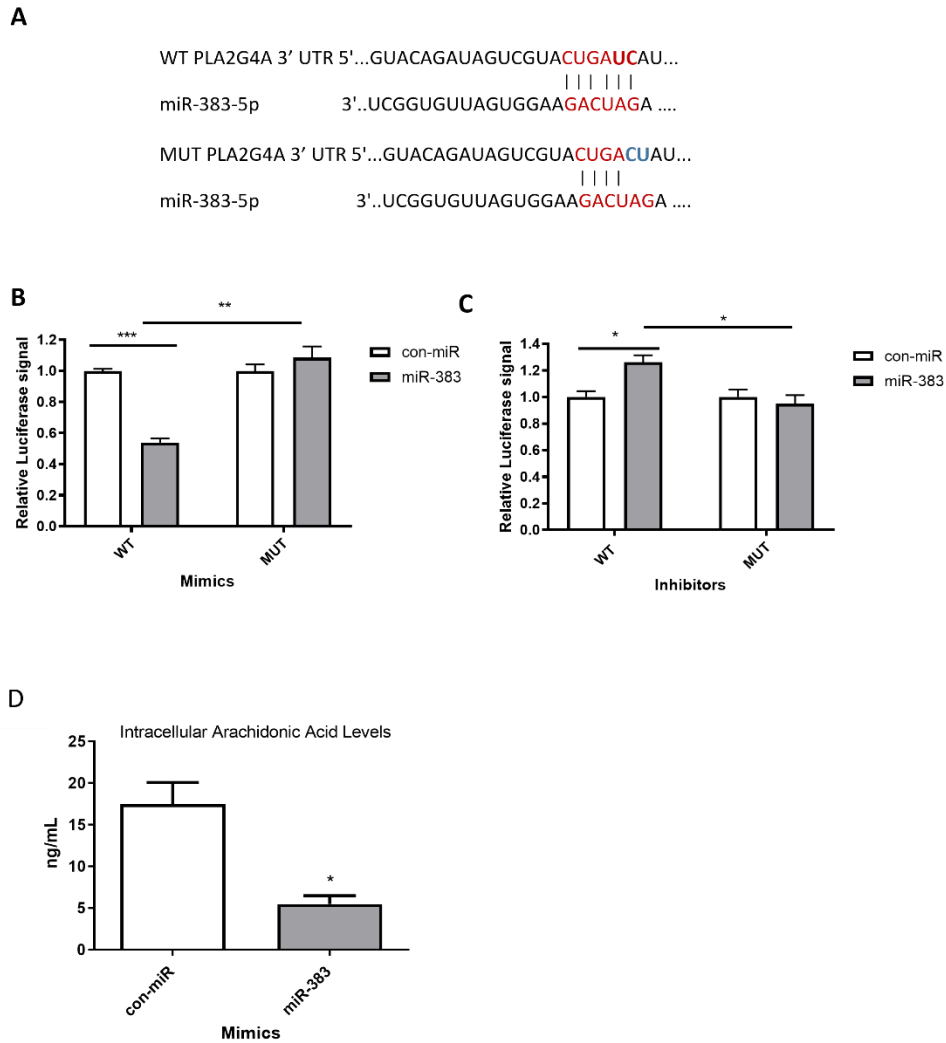 A
WT PLA2G4A 3′ UTR 5'...GUACAGAUAGUCGUACUGAUCAU...
| | | | | |
miR-383-5p 3'..UCGGUGUUAGUGGAAGACUAGA ....
MUT PLA2G4A 3′ UTR 5'...GUACAGAUAGUCGUACUGACUAU...
| | | |
miR-383-5p 3'..UCGGUGUUAGUGGAAGACUAGA ....
B
Relative Luciferase signal
1.2
1.0
0.8
0.6
0.4
0.2
0.0
***
**
con-miR
miR-383
WT
MUT
Mimics
C
Relative Luciferase signal
1.4
1.2
1.0
0.8
0.6
0.4
0.2
0.0
*
*
con-miR
miR-383
WT
MUT
Inhibitors
D
Intracellular Arachidonic Acid Levels
ng/mL
25
20
15
10
5
0
*
con-miR
miR-383
Mimics